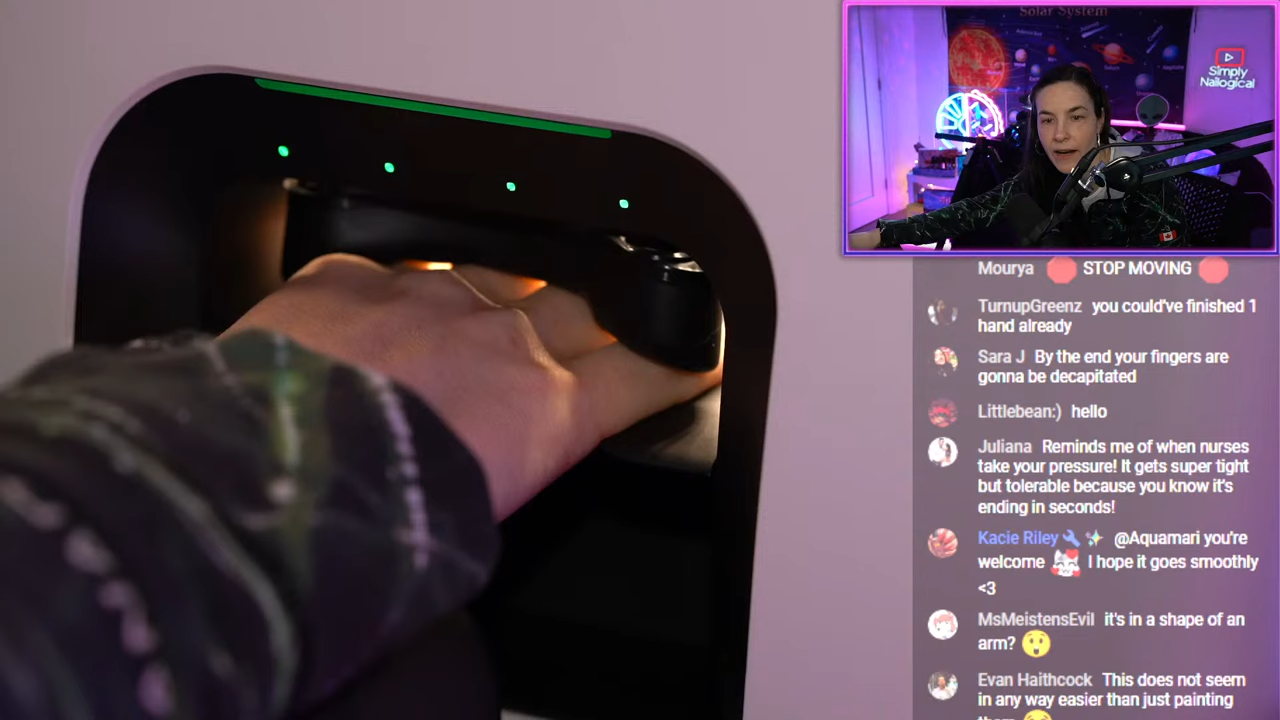 Solar System
Simply
Nailogical
Mourya 🛑 STOP MOVING 🛑
TurnupGreenz you could've finished 1
hand already
Sara J By the end your fingers are
gonna be decapitated
Littlebean:) hello
Juliana Reminds me of when nurses
take your pressure! It gets super tight
but tolerable because you know it's
ending in seconds!
Kacie Riley 🔧 ✨ @Aquamari you're
welcome 🥰 I hope it goes smoothly
<3
MsMeistensEvil it's in a shape of an
arm? 😲
Evan Haithcock This does not seem
in any way easier than just painting